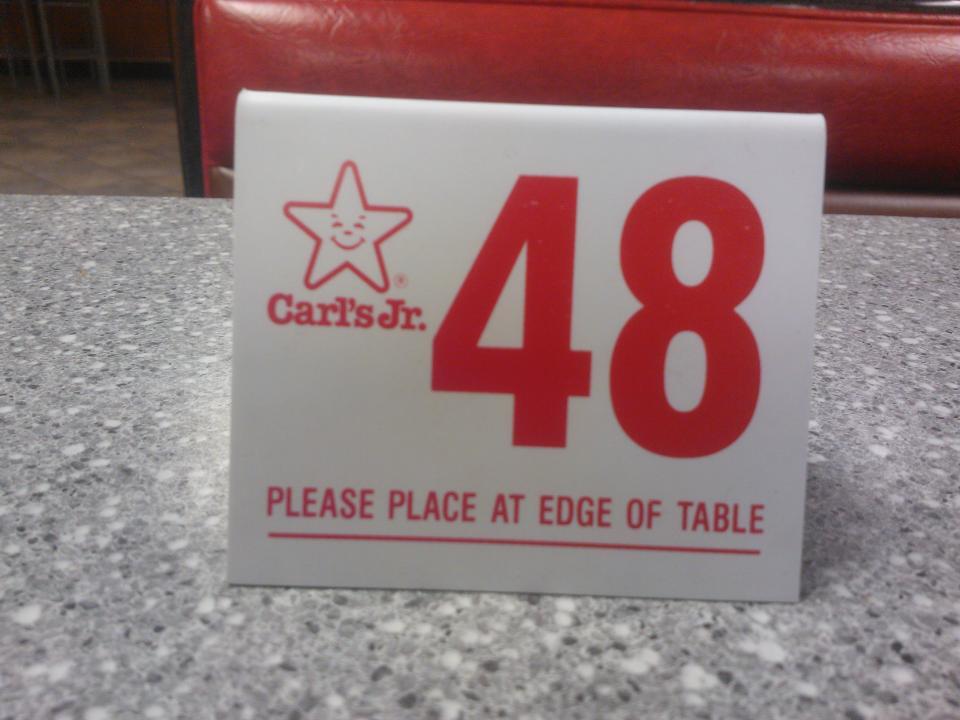 Carl's Jr.®
48
PLEASE PLACE AT EDGE OF TABLE